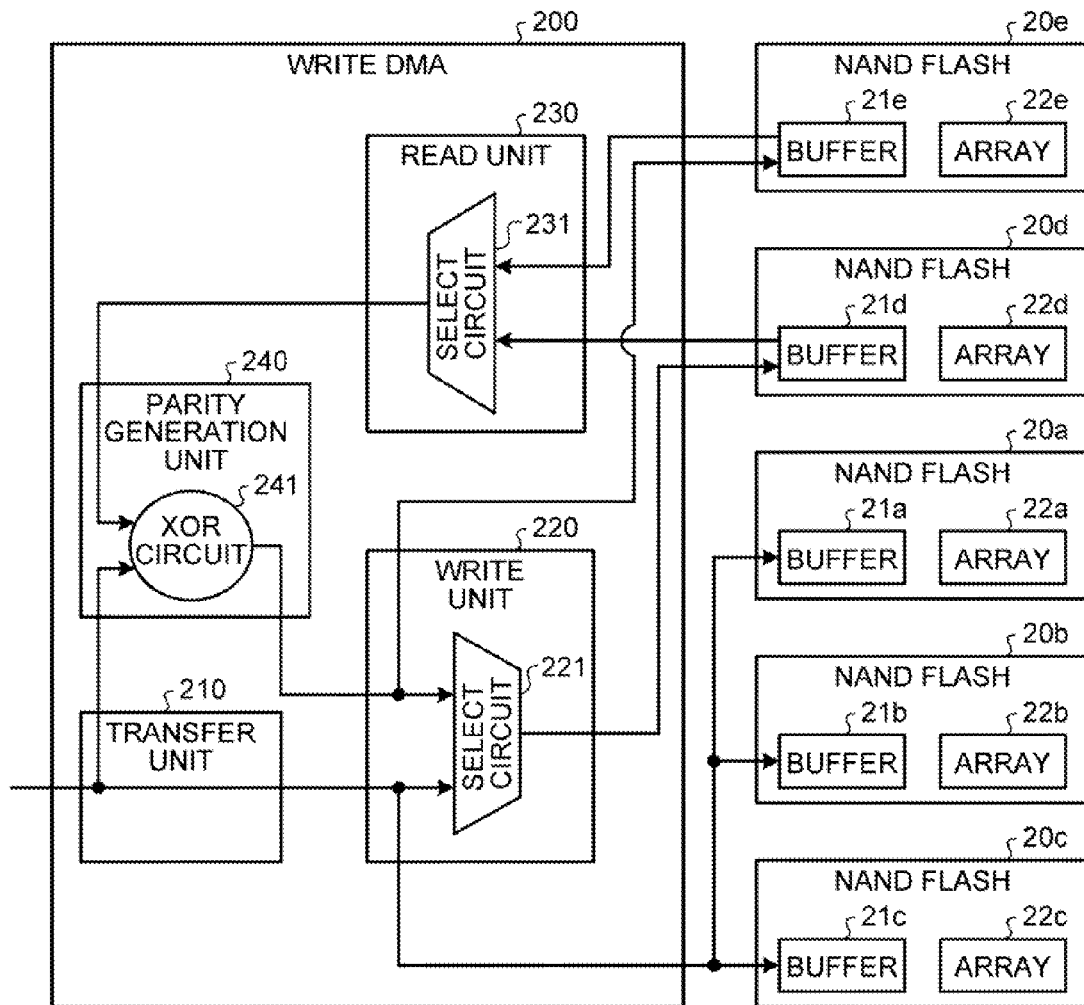 200
WRITE DMA
230
READ UNIT
231
SELECT
CIRCUIT
240
PARITY
GENERATION
UNIT
241
XOR
CIRCUIT
220
WRITE
UNIT
221
SELECT
CIRCUIT
210
TRANSFER
UNIT
20e
NAND FLASH
21e
22e
BUFFER
ARRAY
20d
NAND FLASH
21d
22d
BUFFER
ARRAY
20a
NAND FLASH
21a
22a
BUFFER
ARRAY
20b
NAND FLASH
21b
22b
BUFFER
ARRAY
20c
NAND FLASH
21c
22c
BUFFER
ARRAY